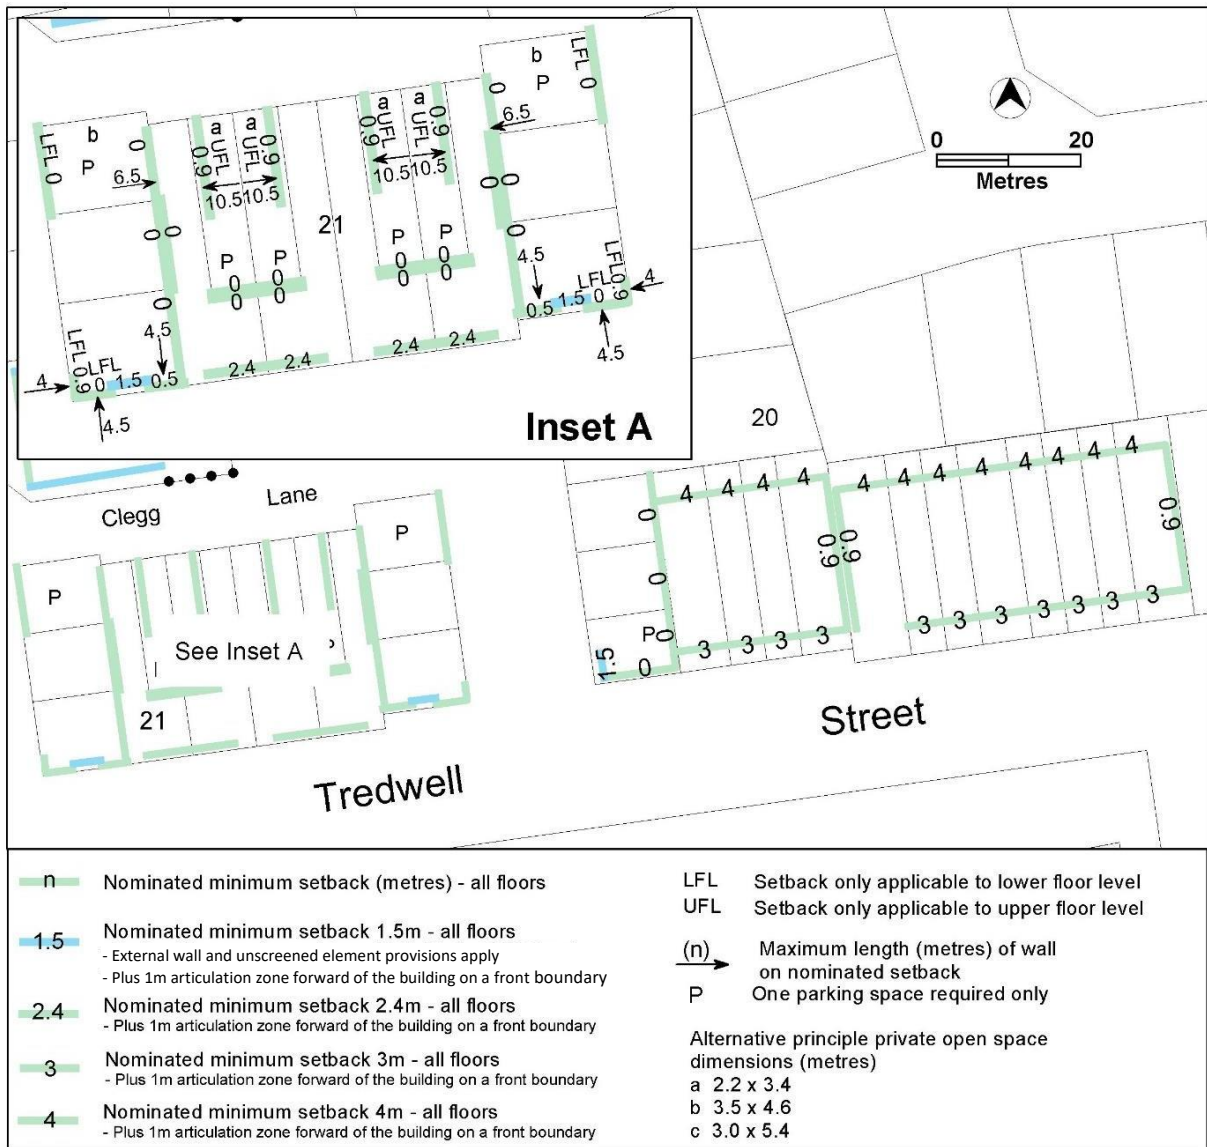 b
P
LFL
0
0
6.5
a
UFL
0.9
a
UFL
0.9
10.5
10.5
a
UFL
0.9
a
UFL
0.9
10.5
10.5
0
6.5
b
P
LFL
0
0
0
0
0
21
P
P
0
0
0
0
P
P
0
0
0
0
0
4.5
LFL
0.9
4
LFL
0
1.5
0.5
4.5
2.4
2.4
2.4
2.4
0
4.5
LFL
0.5
1.5
0
LFL
0.9
4
4.5
Inset A
0
20
Metres
20
Clegg
Lane
P
P
See Inset A
21
4
4
4
4
4
4
4
4
4
4
4
4
0
0
0
0.9
0.9
0.9
P
1.5
0
3
3
3
3
3
3
3
3
3
3
3
Tredwell
Street
n Nominated minimum setback (metres) - all floors
1.5 Nominated minimum setback 1.5m - all floors
- External wall and unscreened element provisions apply
- Plus 1m articulation zone forward of the building on a front boundary
2.4 Nominated minimum setback 2.4m - all floors
- Plus 1m articulation zone forward of the building on a front boundary
3 Nominated minimum setback 3m - all floors
- Plus 1m articulation zone forward of the building on a front boundary
4 Nominated minimum setback 4m - all floors
- Plus 1m articulation zone forward of the building on a front boundary
LFL Setback only applicable to lower floor level
UFL Setback only applicable to upper floor level
(n) Maximum length (metres) of wall
on nominated setback
P One parking space required only
Alternative principle private open space
dimensions (metres)
a 2.2 x 3.4
b 3.5 x 4.6
c 3.0 x 5.4